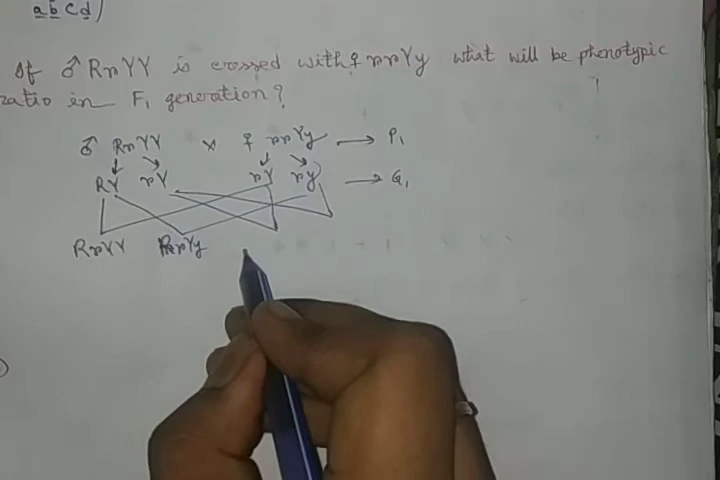 abCd)
If ♂ RrYY is crossed with ♀ rrYy what will be phenotypic
ratio in F1 generation?
♂ RrYY × ♀ rrYy → P1
RY rY rY ry → G1
RrYY RrYy